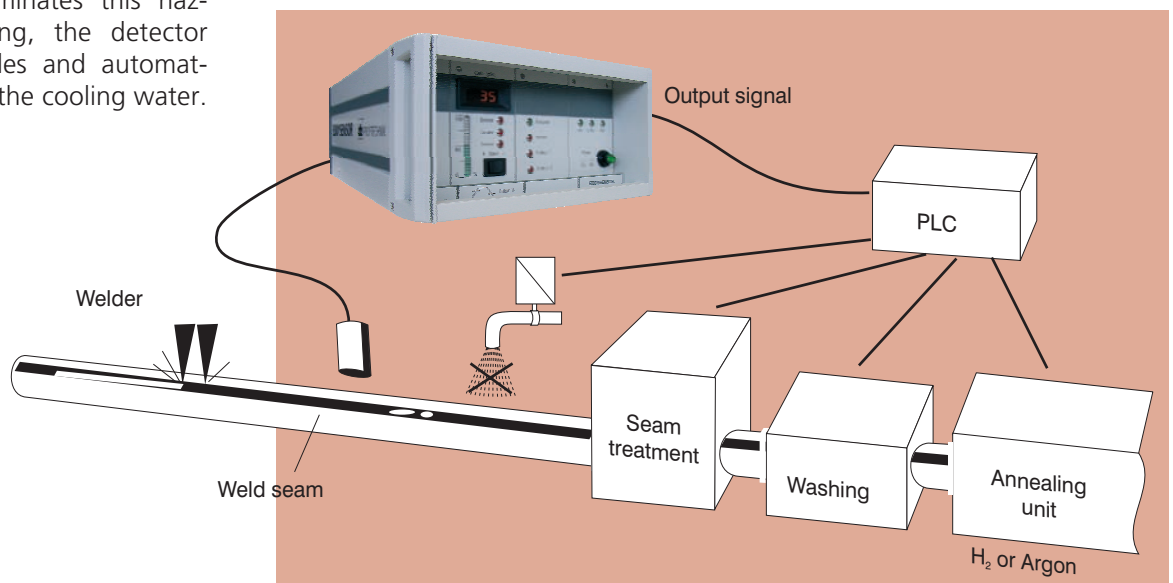 minates this haz-
ing, the detector
les and automat-
the cooling water.
35
Output signal
PLC
Welder
Seam
treatment
Weld seam
Washing
Annealing
unit
H₂ or Argon